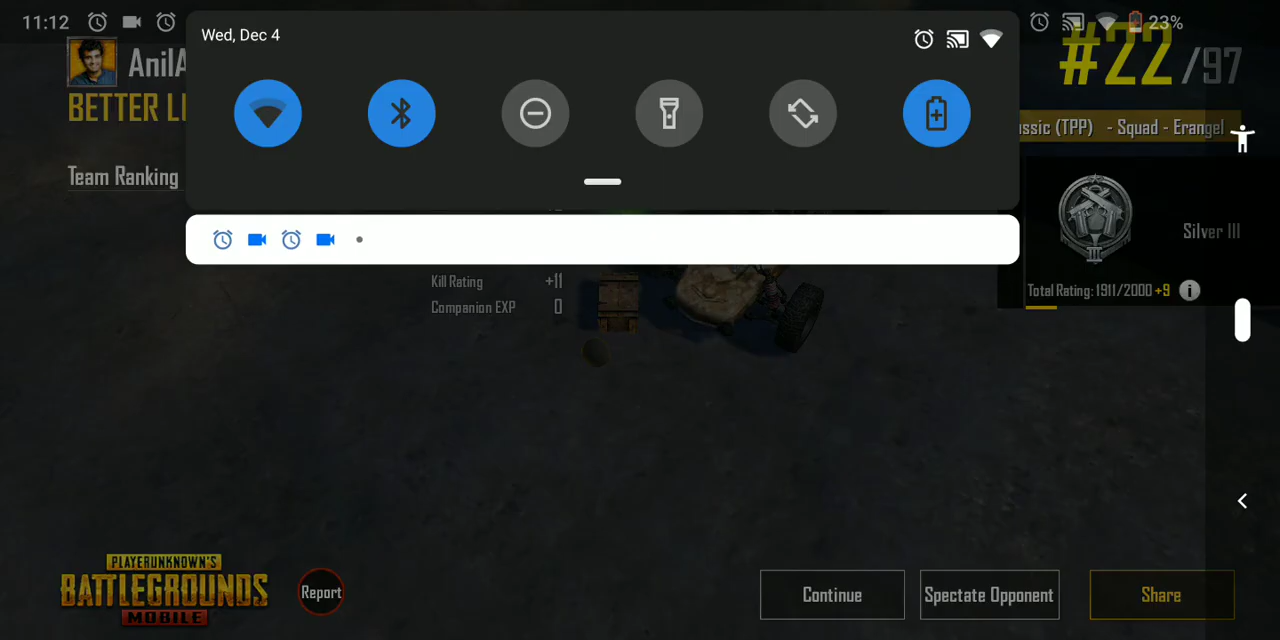 11:12
23%
Wed, Dec 4
AnilA
BETTER L
#22/97
ssic (TPP) - Squad - Erangel
Team Ranking
Silver III
III
Kill Rating +11
Companion EXP 0
Total Rating: 1911/2000 +9
i
PLAYERUNKNOWN'S
BATTLEGROUNDS
MOBILE
Report
Continue
Spectate Opponent
Share